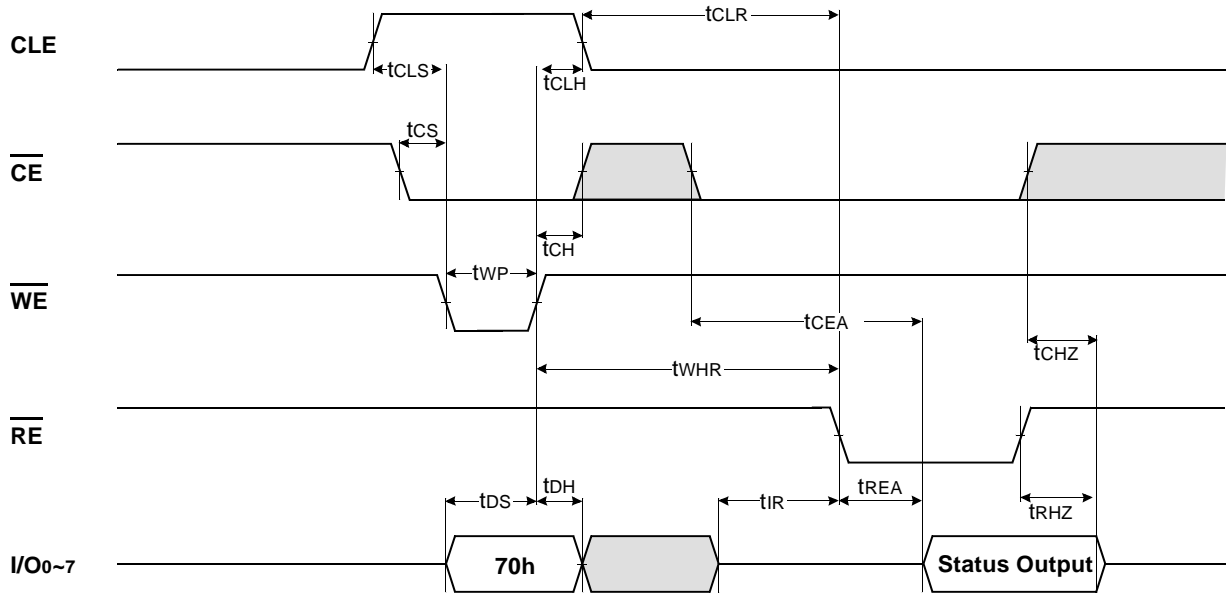 tCLR
CLE
tCLS
tCLH
tCS
CE
tCH
tWP
WE
tCEA
tCHZ
tWHR
RE
tDS
tDH
tIR
tREA
tRHZ
I/O0~7
70h
Status Output